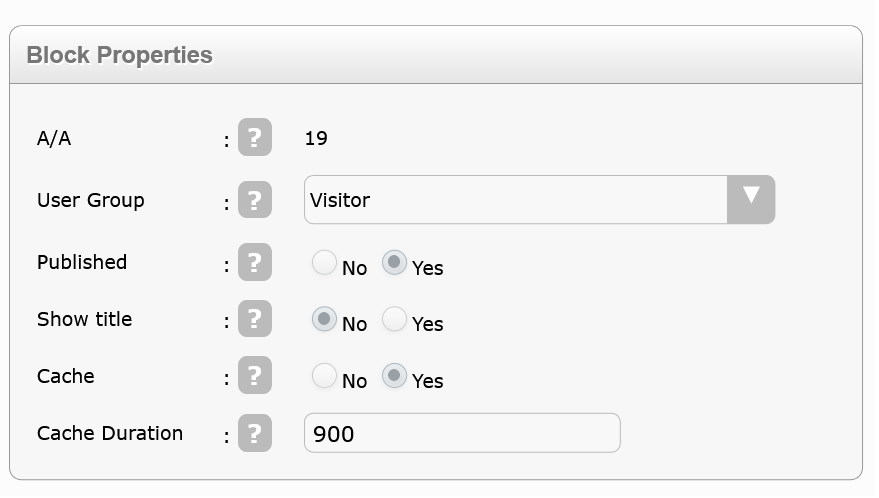 Block Properties
A/A : ? 19
User Group : ? Visitor
Published : ? No Yes
Show title : ? No Yes
Cache : ? No Yes
Cache Duration : ? 900